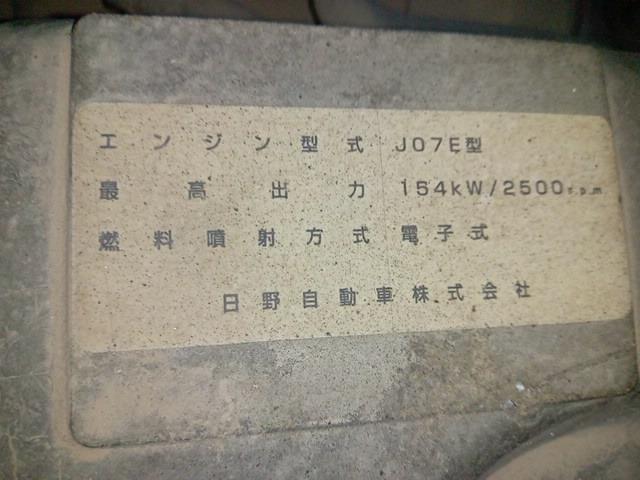 エンジン型式 J07E型
最高出力 154kW/2500r.p.m
燃料噴射方式 電子式
日野自動車株式会社